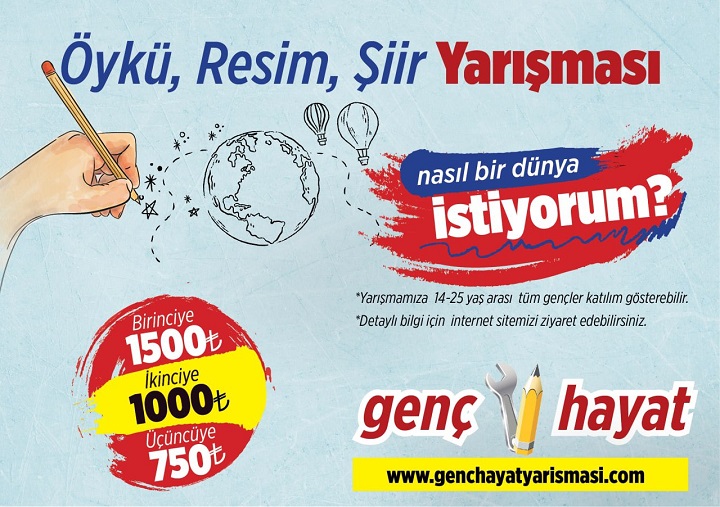 Öykü, Resim, Şiir Yarışması
nasıl bir dünya
istiyorum?
*Yarışmamıza 14-25 yaş arası tüm gençler katılım gösterebilir.
*Detaylı bilgi için internet sitemizi ziyaret edebilirsiniz.
Birinciye
1500₺
İkinciye
1000₺
Üçüncüye
750₺
genç hayat
www.genchayatyarismasi.com